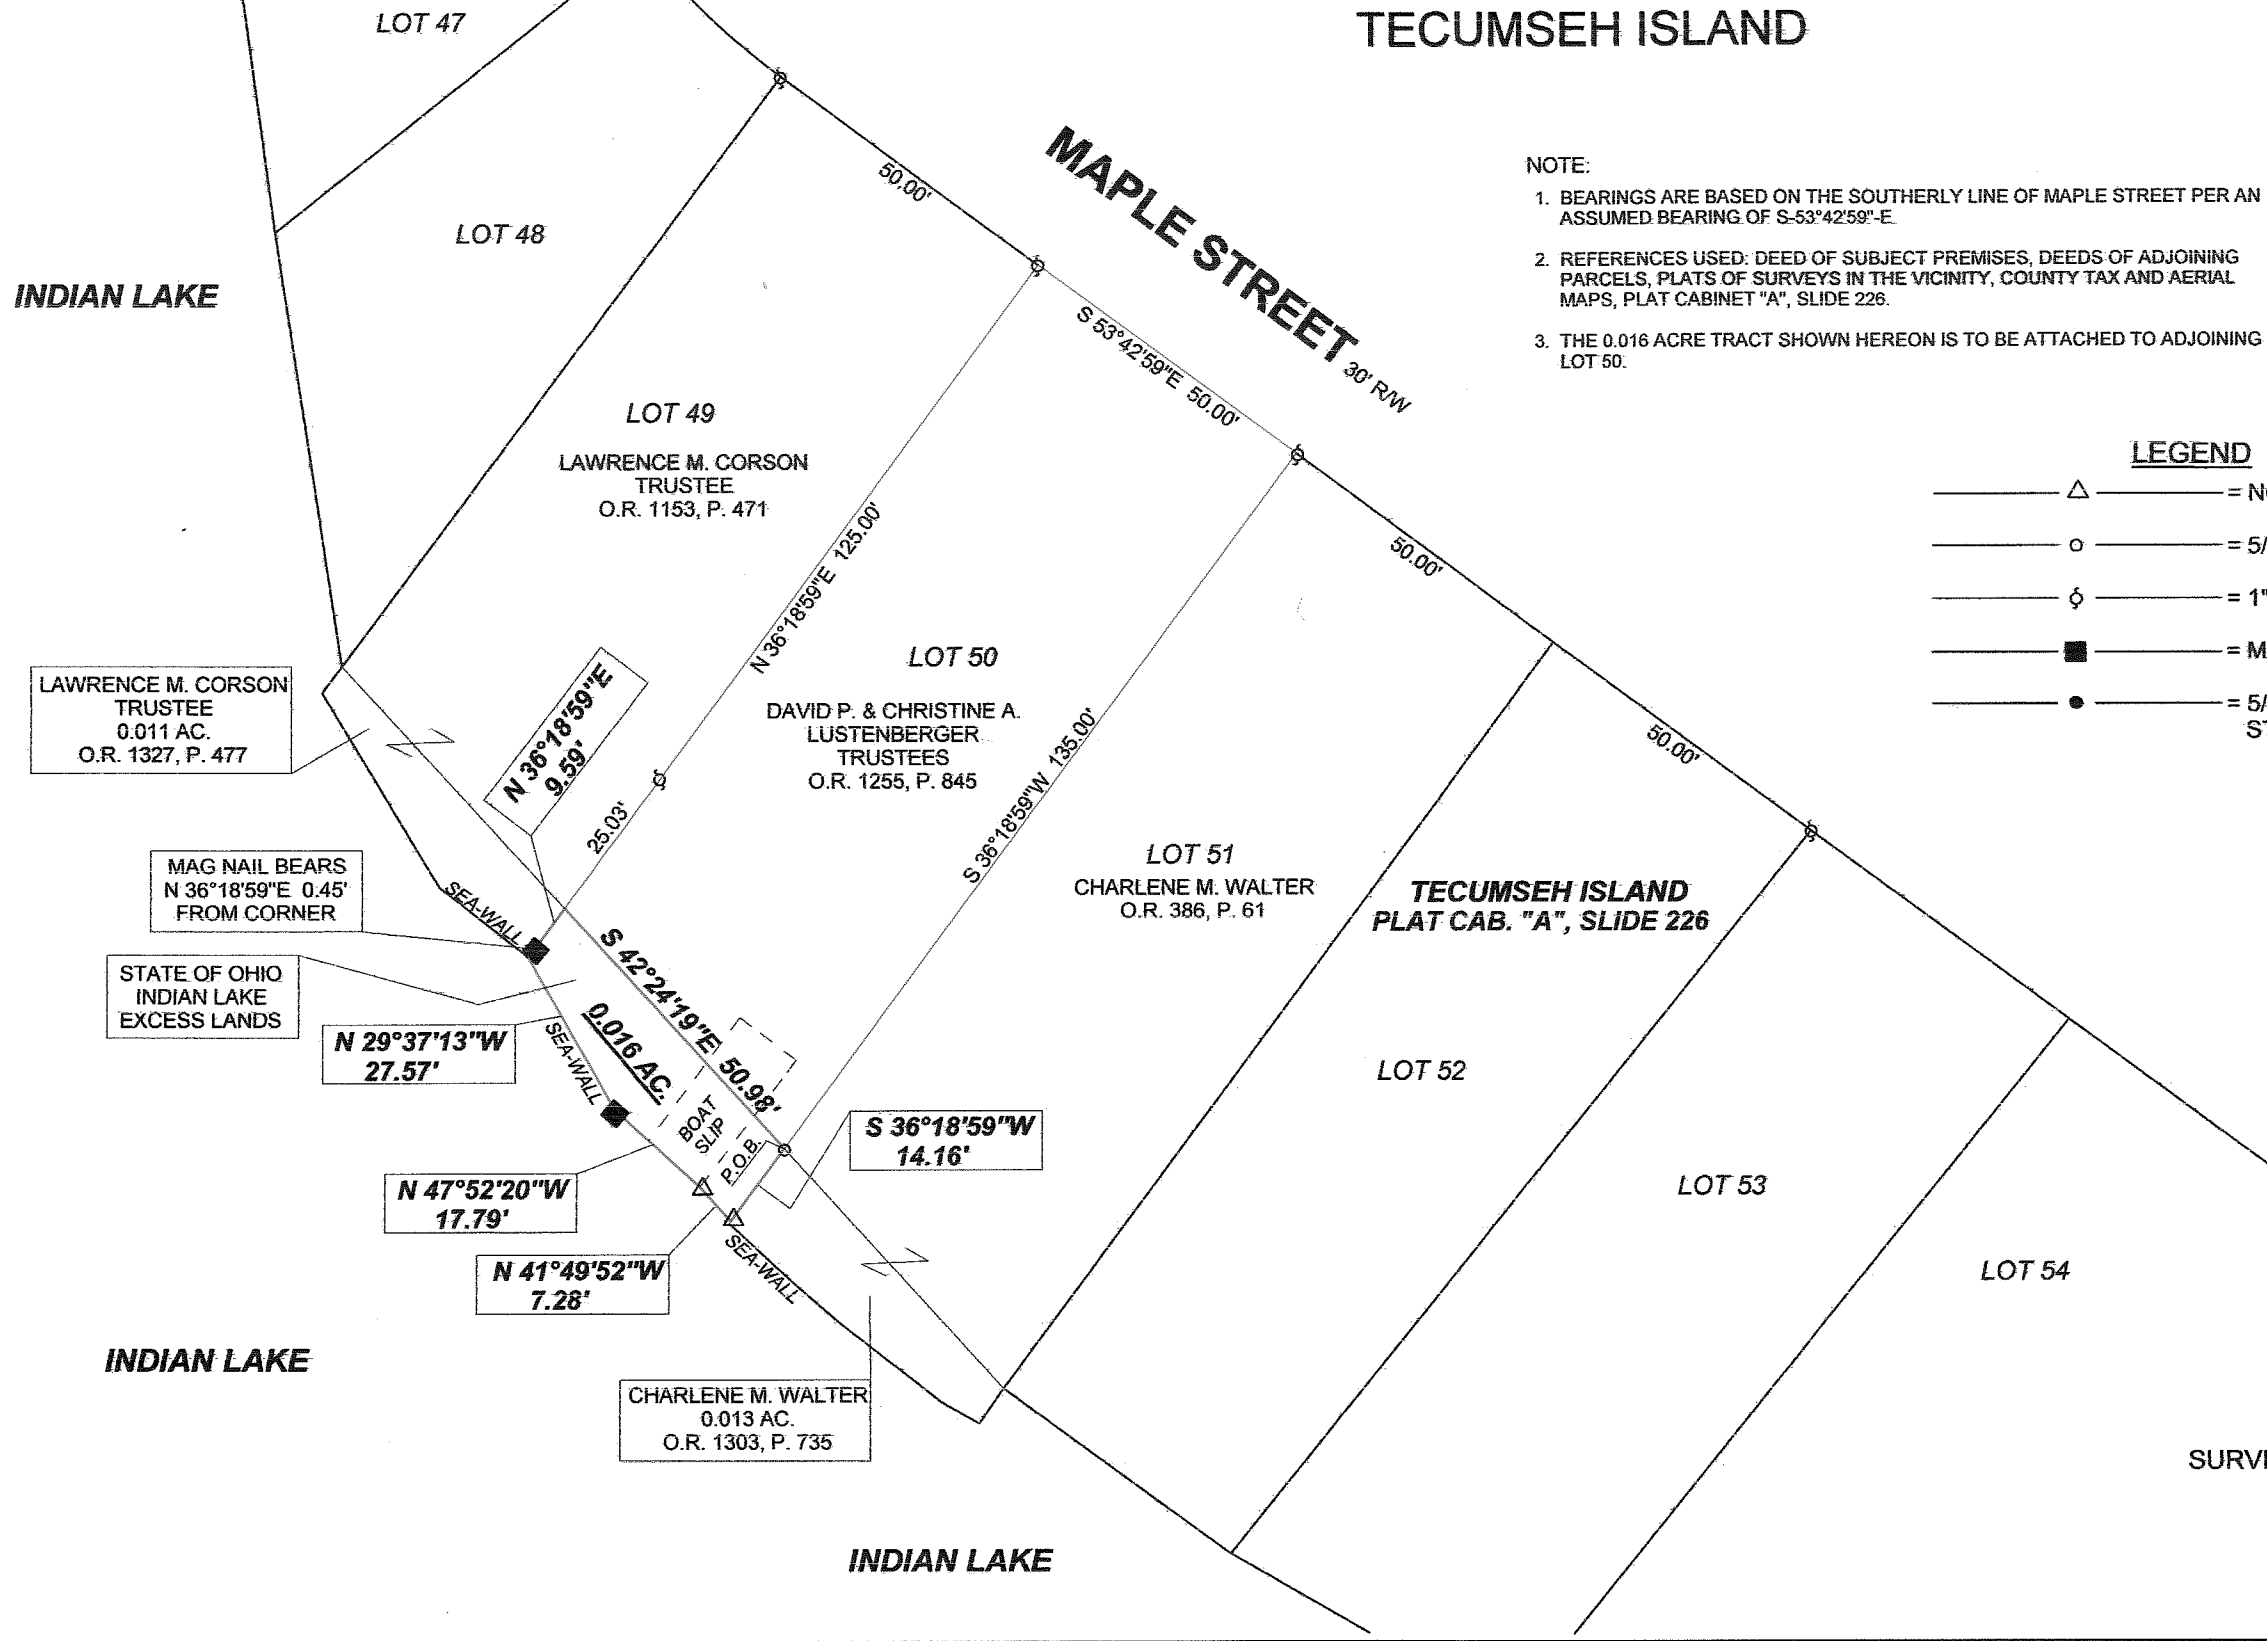 TECUMSEH ISLAND
LOT 47
LOT 48
INDIAN LAKE
50.00'
MAPLE STREET 30' R/W
S 53°42'59"E 50.00'
NOTE:
1. BEARINGS ARE BASED ON THE SOUTHERLY LINE OF MAPLE STREET PER AN
ASSUMED BEARING OF S-53°42'59"-E.
2. REFERENCES USED: DEED OF SUBJECT PREMISES, DEEDS OF ADJOINING
PARCELS, PLATS OF SURVEYS IN THE VICINITY, COUNTY TAX AND AERIAL
MAPS, PLAT CABINET "A", SLIDE 226.
3. THE 0.016 ACRE TRACT SHOWN HEREON IS TO BE ATTACHED TO ADJOINING
LOT 50.
LEGEND
= N
= 5/
= 1"
= M
= 5/
ST
LOT 49
LAWRENCE M. CORSON
TRUSTEE
O.R. 1153, P. 471
N 36°18'59"E 125.00'
50.00'
50.00'
LOT 50
DAVID P. & CHRISTINE A.
LUSTENBERGER
TRUSTEES
O.R. 1255, P. 845
S 36°18'59"W 135.00'
LAWRENCE M. CORSON
TRUSTEE
0.011 AC.
O.R. 1327, P. 477
N 36°18'59"E
9.59'
25.03'
LOT 51
CHARLENE M. WALTER
O.R. 386, P. 61
TECUMSEH ISLAND
PLAT CAB. "A", SLIDE 226
MAG NAIL BEARS
N 36°18'59"E 0.45'
FROM CORNER
SEA-WALL
STATE OF OHIO
INDIAN LAKE
EXCESS LANDS
S 42°24'19"E 50.98'
0.016 AC.
N 29°37'13"W
27.57'
SEA-WALL
BOAT
SLIP
P.O.B.
S 36°18'59"W
14.16'
LOT 52
N 47°52'20"W
17.79'
LOT 53
N 41°49'52"W
7.28'
SEA-WALL
LOT 54
INDIAN LAKE
CHARLENE M. WALTER
0.013 AC.
O.R. 1303, P. 735
SURV
INDIAN LAKE